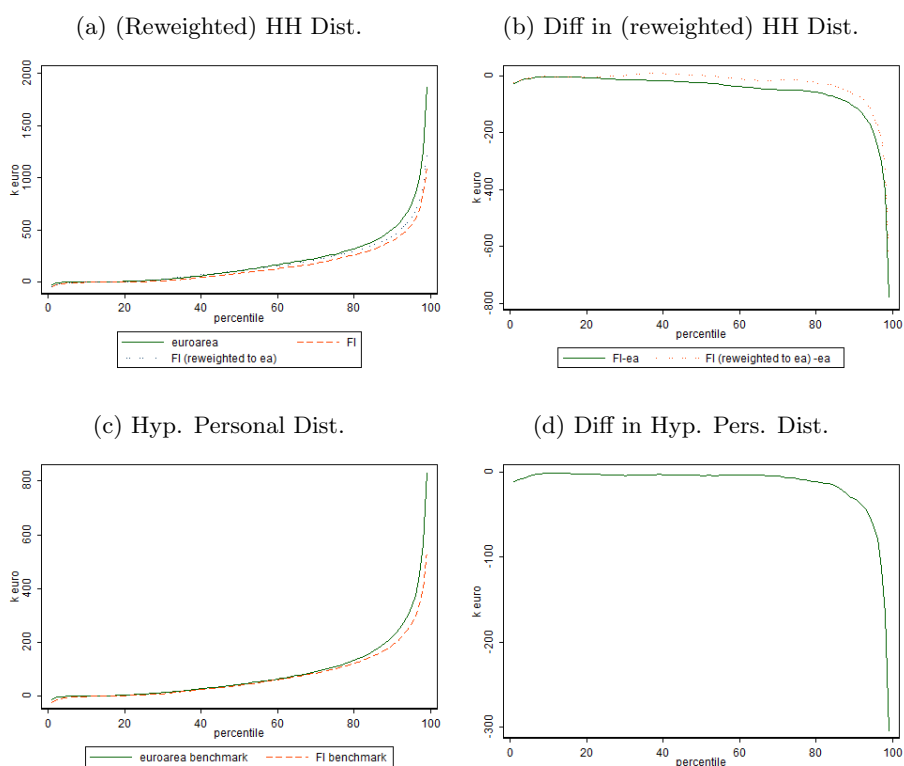 (a) (Reweighted) HH Dist.
(b) Diff in (reweighted) HH Dist.
k euro
0 500 1000 1500 2000
0 20 40 60 80 100
percentile
euroarea FI
FI (reweighted to ea)
k euro
-800 -600 -400 -200 0
0 20 40 60 80 100
percentile
FI-ea FI (reweighted to ea) -ea
(c) Hyp. Personal Dist.
(d) Diff in Hyp. Pers. Dist.
k euro
0 200 400 600 800
0 20 40 60 80 100
percentile
euroarea benchmark FI benchmark
k euro
-300 -200 -100 0
0 20 40 60 80 100
percentile